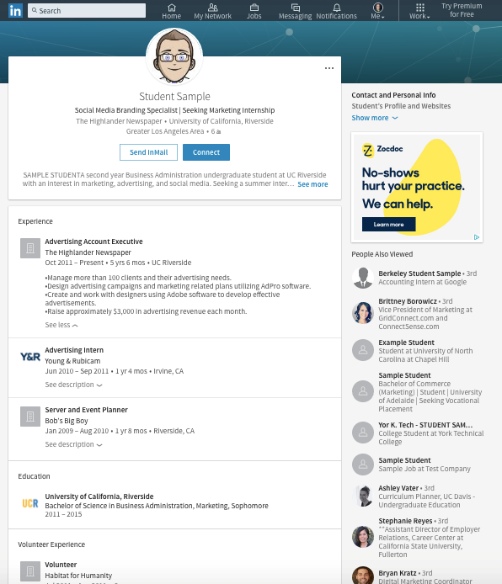 in
Search
Home
My Network
Jobs
Messaging
Notifications
Me
Work
Try Premium
for Free
Student Sample
Social Media Branding Specialist | Seeking Marketing Internship
The Highlander Newspaper • University of California, Riverside
Greater Los Angeles Area • 6
Send InMail
Connect
SAMPLE STUDENTA second year Business Administration undergraduate student at UC Riverside
with an interest in marketing, advertising, and social media. Seeking a summer inter... See more
Experience
Advertising Account Executive
The Highlander Newspaper
Oct 2011 – Present • 5 yrs 6 mos • UC Riverside
•Manage more than 100 clients and their advertising needs.
•Design advertising campaigns and marketing related plans utilizing AdPro software.
•Create and work with designers using Adobe software to develop effective
advertisements.
•Raise approximately $3,000 in advertising revenue each month.
See less
Y&R
Advertising Intern
Young & Rubicam
Jun 2010 – Sep 2011 • 1 yr 4 mos • Irvine, CA
See description
Server and Event Planner
Bob's Big Boy
Jan 2009 – Aug 2010 • 1 yr 8 mos • Riverside, CA
See description
Education
UCR
University of California, Riverside
Bachelor of Science in Business Administration, Marketing, Sophomore
2011 – 2015
Volunteer Experience
Volunteer
Habitat for Humanity
Contact and Personal Info
Student's Profile and Websites
Show more
Zocdoc
No-shows
hurt your practice.
We can help.
Learn more
People Also Viewed
Berkeley Student Sample • 3rd
Accounting Intern at Google
Brittney Borowicz • 3rd
Vice President of Marketing at
GridConnect.com and
ConnectSense.com
Example Student
Student at University of North
Carolina at Chapel Hill
Sample Student
Bachelor of Commerce
(Marketing) | Student | University
of Adelaide | Seeking Vocational
Placement
Yor K. Tech - STUDENT SAM...
College Student at York Technical
College
Sample Student
Sample Job at Test Company
Ashley Vater • 3rd
Curriculum Planner, UC Davis -
Undergraduate Education
Stephanie Reyes • 3rd
""Assistant Director of Employer
Relations, Career Center at
California State University,
Fullerton
Bryan Kratz • 3rd
Digital Marketing Coordinator